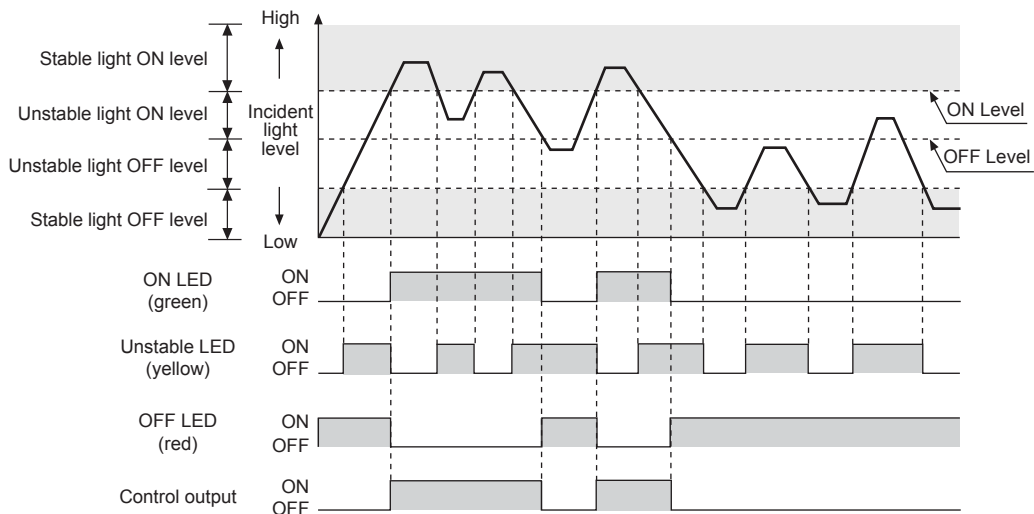 High
Stable light ON level
Unstable light ON level
Incident
light
level
ON Level
OFF Level
Unstable light OFF level
Stable light OFF level
Low
ON LED
(green)
ON
OFF
Unstable LED
(yellow)
ON
OFF
OFF LED
(red)
ON
OFF
Control output
ON
OFF